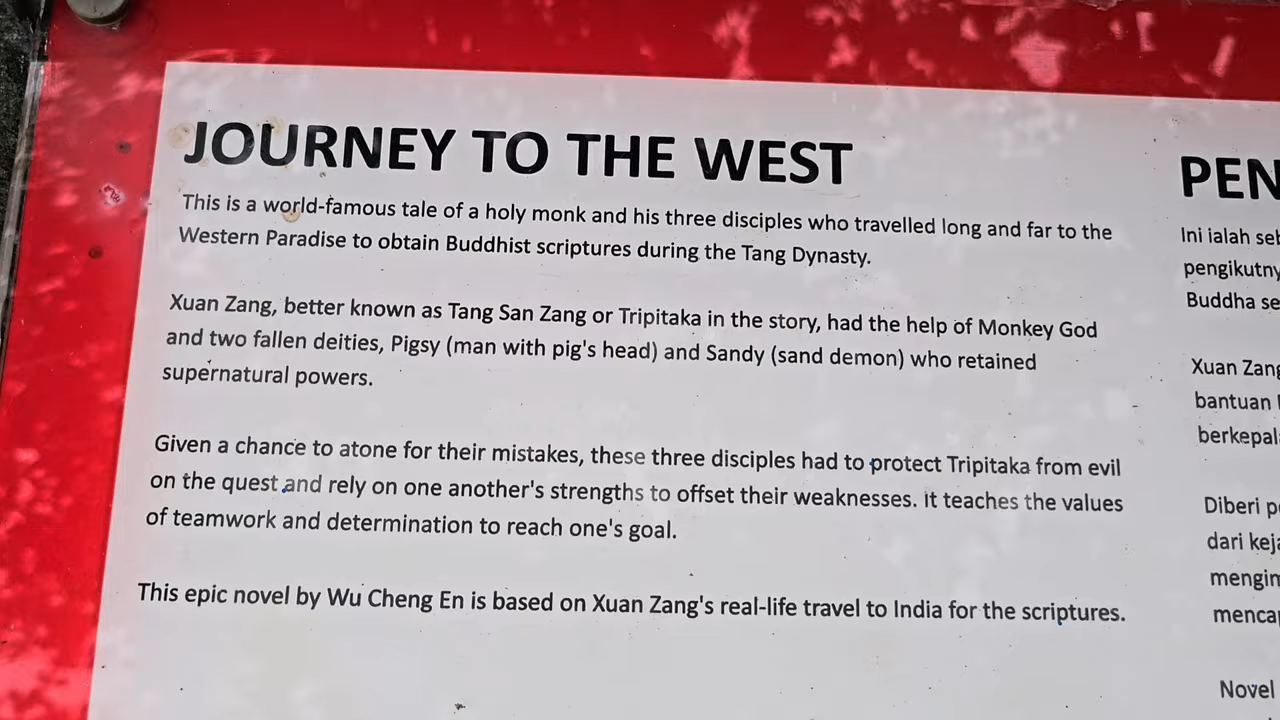 JOURNEY TO THE WEST
This is a world-famous tale of a holy monk and his three disciples who travelled long and far to the
Western Paradise to obtain Buddhist scriptures during the Tang Dynasty.
Xuan Zang, better known as Tang San Zang or Tripitaka in the story, had the help of Monkey God
and two fallen deities, Pigsy (man with pig's head) and Sandy (sand demon) who retained
supernatural powers.
Given a chance to atone for their mistakes, these three disciples had to protect Tripitaka from evil
on the quest and rely on one another's strengths to offset their weaknesses. It teaches the values
of teamwork and determination to reach one's goal.
This epic novel by Wu Cheng En is based on Xuan Zang's real-life travel to India for the scriptures.
PEN
Ini ialah
Buddha
Xuan
bantuan
Diberi
dari
Novel